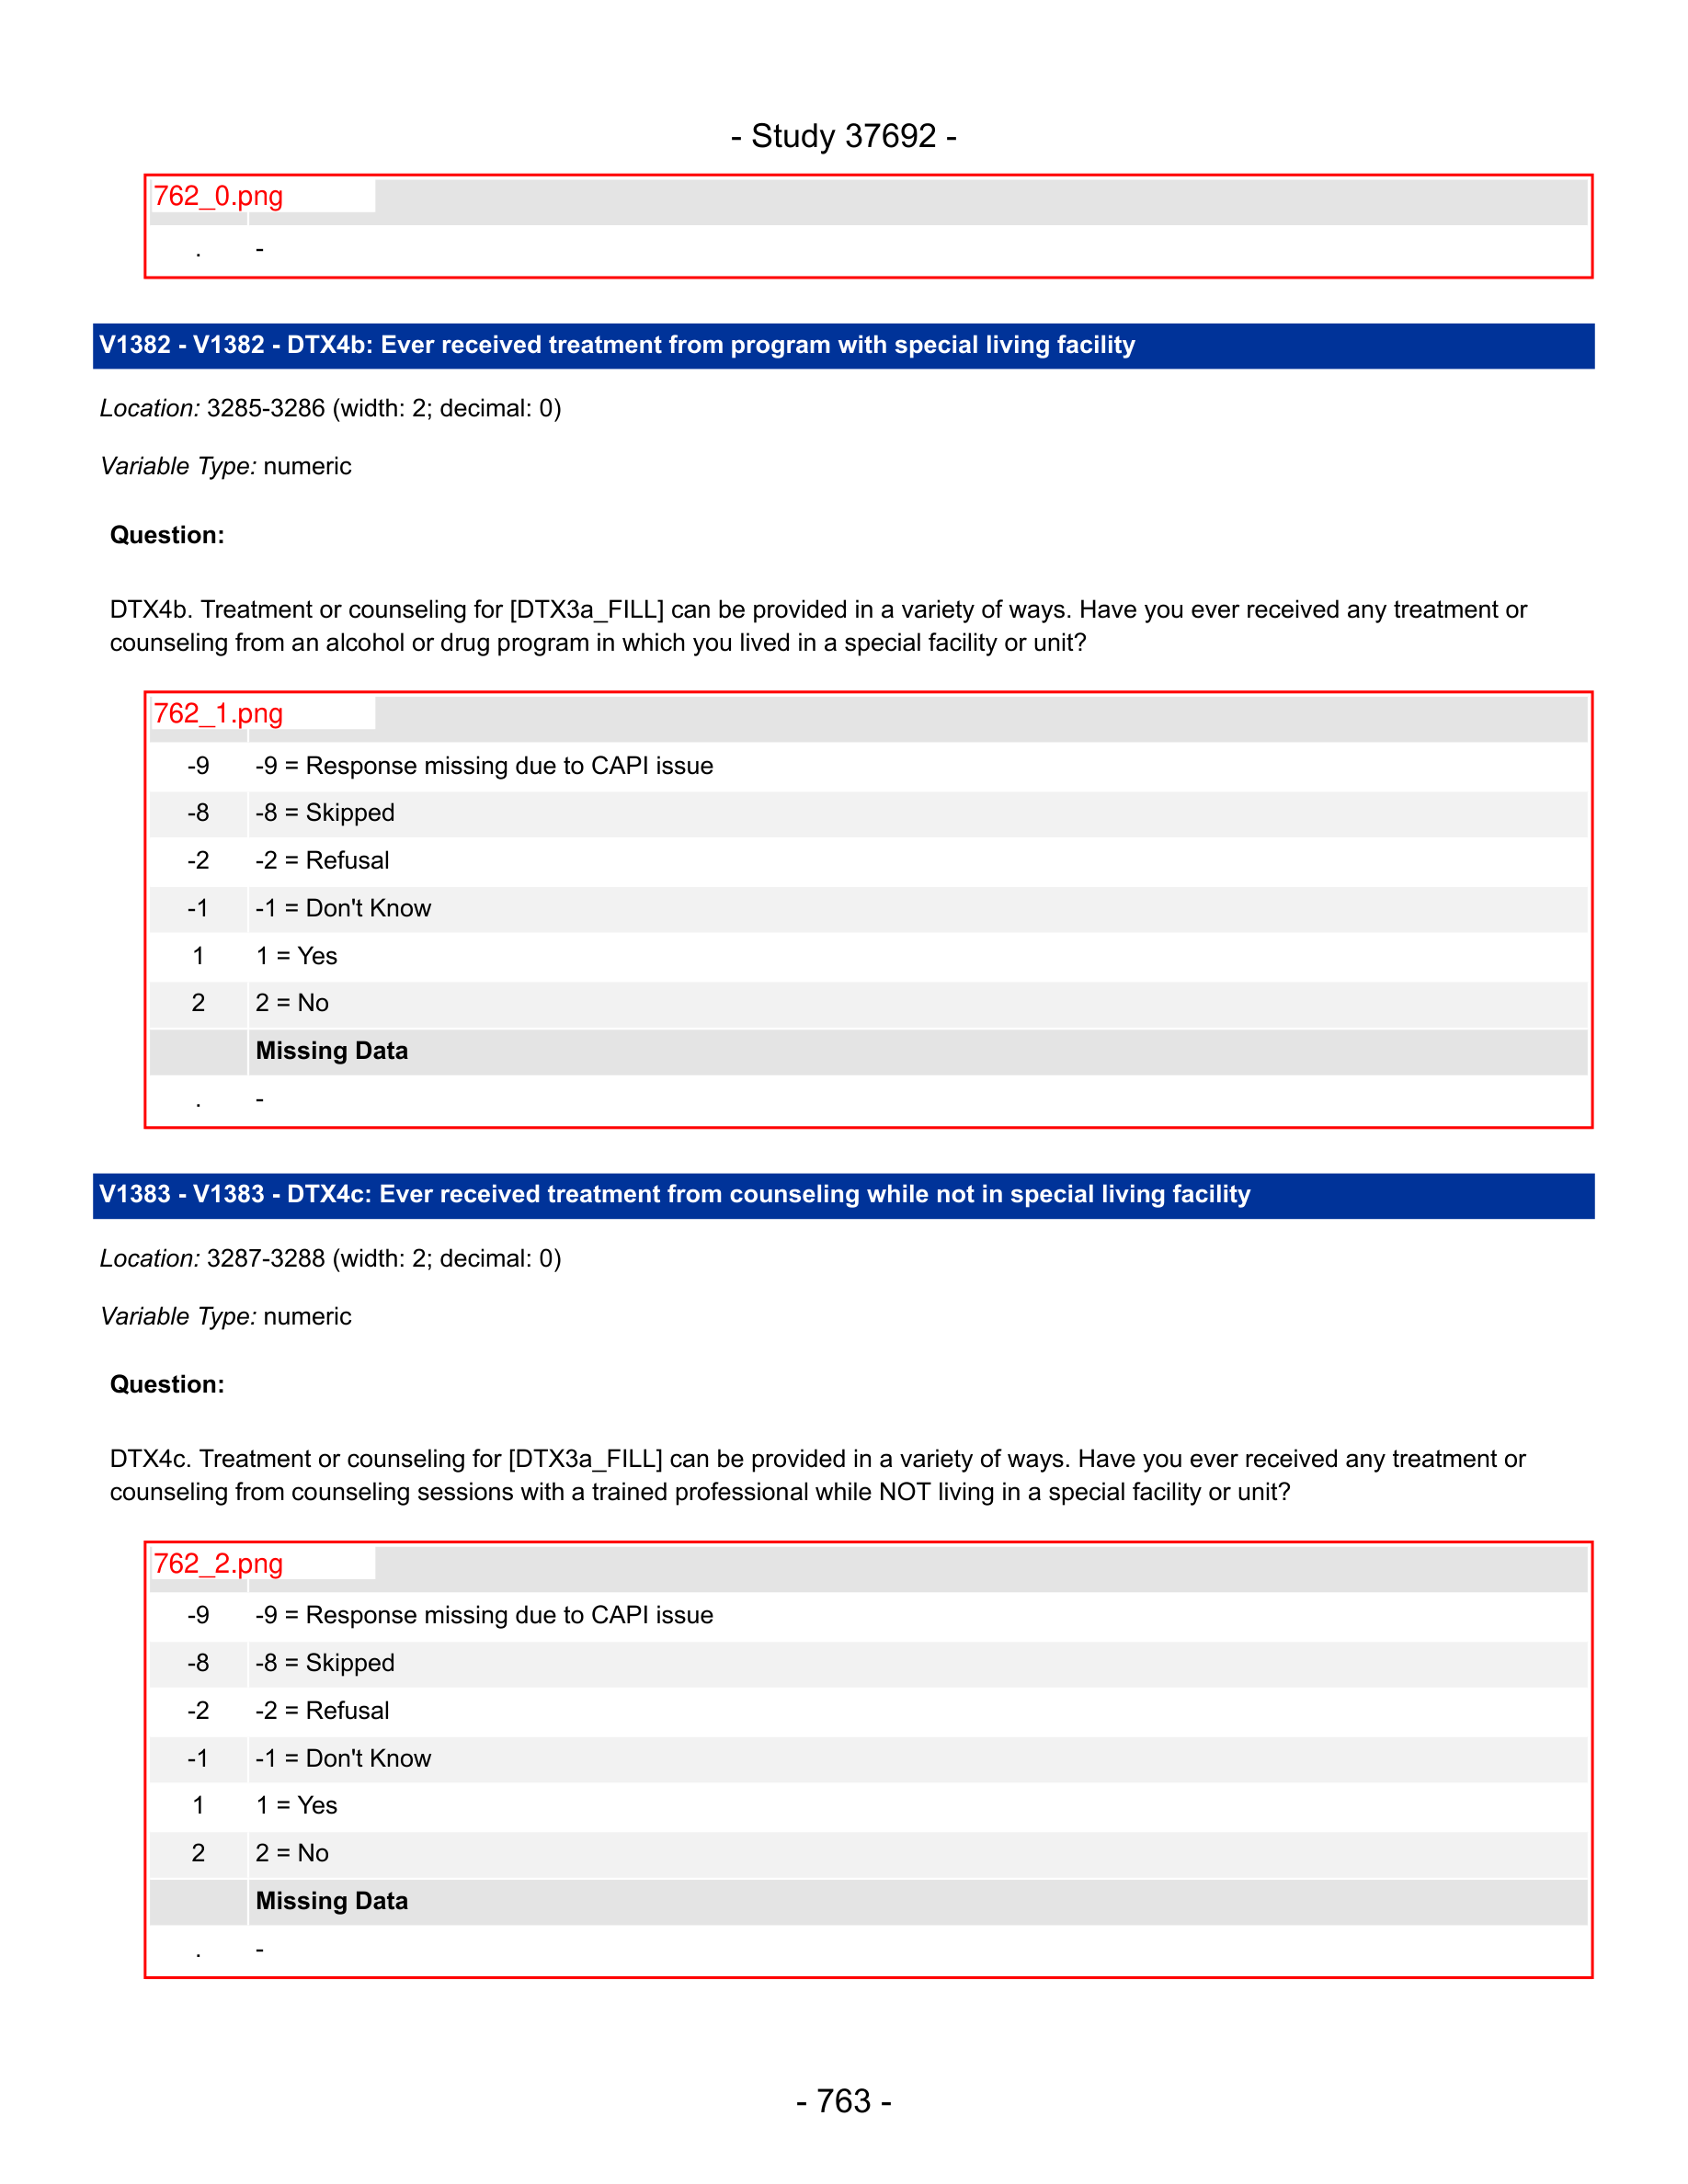 - Study 37692 -
762_0.png
. -
V1382 - V1382 - DTX4b: Ever received treatment from program with special living facility
Location: 3285-3286 (width: 2; decimal: 0)
Variable Type: numeric
Question:
DTX4b. Treatment or counseling for [DTX3a_FILL] can be provided in a variety of ways. Have you ever received any treatment or
counseling from an alcohol or drug program in which you lived in a special facility or unit?
762_1.png
-9 -9 = Response missing due to CAPI issue
-8 -8 = Skipped
-2 -2 = Refusal
-1 -1 = Don't Know
1 1 = Yes
2 2 = No
Missing Data
. -
V1383 - V1383 - DTX4c: Ever received treatment from counseling while not in special living facility
Location: 3287-3288 (width: 2; decimal: 0)
Variable Type: numeric
Question:
DTX4c. Treatment or counseling for [DTX3a_FILL] can be provided in a variety of ways. Have you ever received any treatment or
counseling from counseling sessions with a trained professional while NOT living in a special facility or unit?
762_2.png
-9 -9 = Response missing due to CAPI issue
-8 -8 = Skipped
-2 -2 = Refusal
-1 -1 = Don't Know
1 1 = Yes
2 2 = No
Missing Data
. -
- 763 -